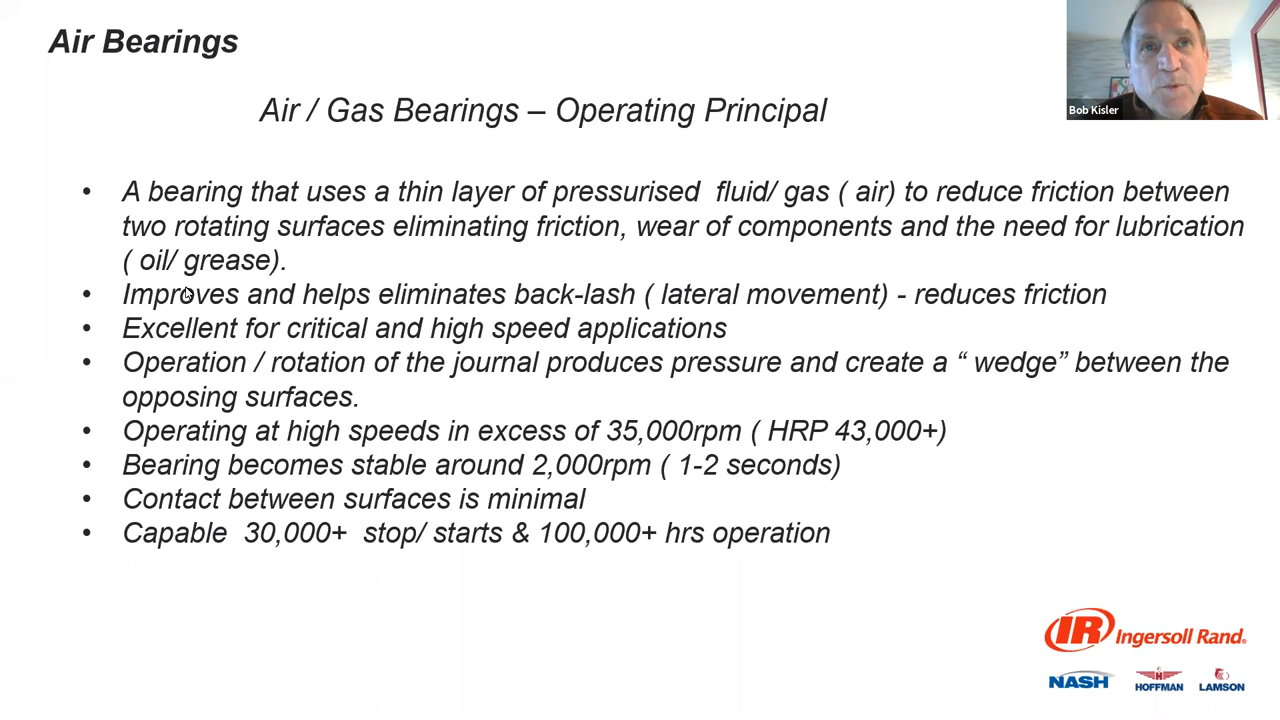 Air Bearings
Bob Kisler
Air / Gas Bearings – Operating Principal
• A bearing that uses a thin layer of pressurised fluid/ gas ( air) to reduce friction between
two rotating surfaces eliminating friction, wear of components and the need for lubrication
( oil/ grease).
• Improves and helps eliminates back-lash ( lateral movement) - reduces friction
• Excellent for critical and high speed applications
• Operation / rotation of the journal produces pressure and create a “ wedge” between the
opposing surfaces.
• Operating at high speeds in excess of 35,000rpm ( HRP 43,000+)
• Bearing becomes stable around 2,000rpm ( 1-2 seconds)
• Contact between surfaces is minimal
• Capable 30,000+ stop/ starts & 100,000+ hrs operation
IR Ingersoll Rand®
NASH H HOFFMAN LAMSON